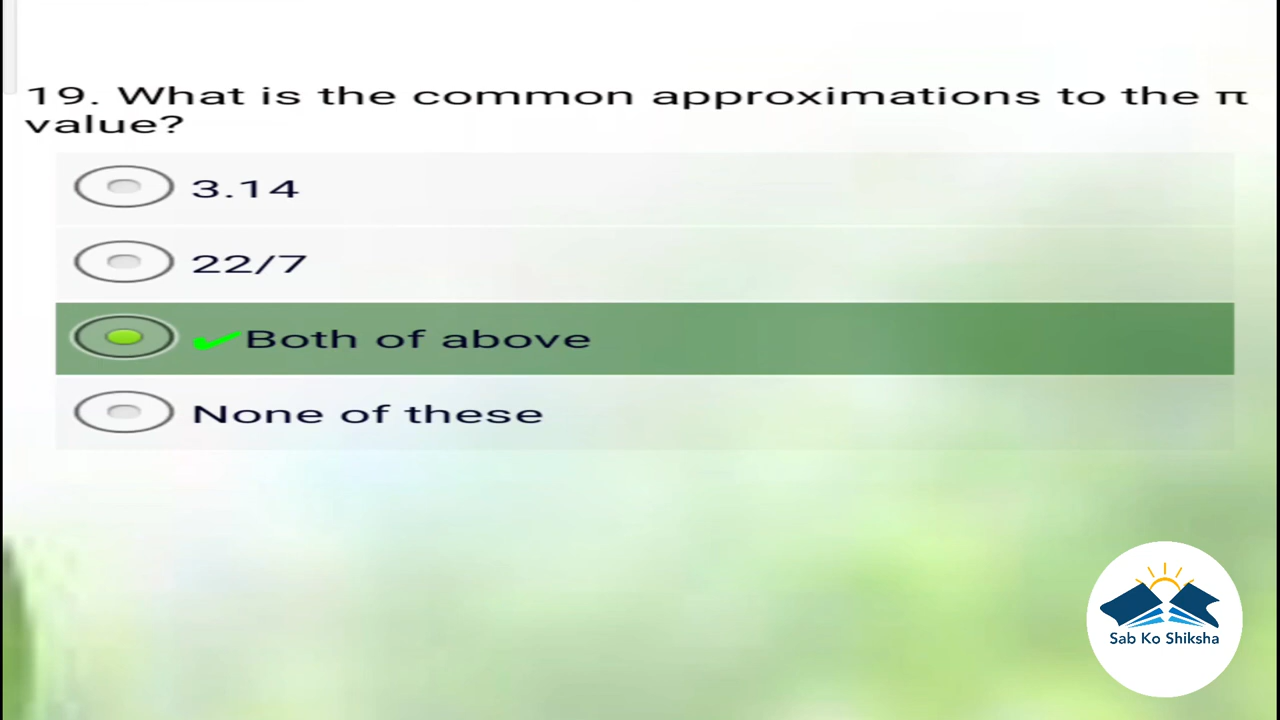 19. What is the common approximations to the π
value?
3.14
22/7
✔Both of above
None of these
Sab Ko Shiksha